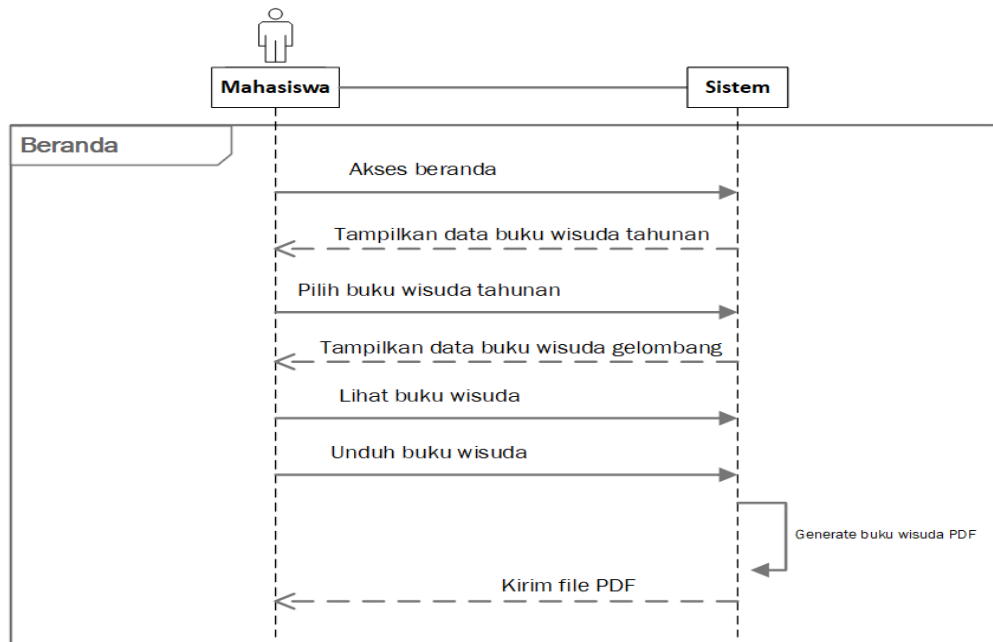 Mahasiswa
Sistem
Beranda
Akses beranda
Tampilkan data buku wisuda tahunan
Pilih buku wisuda tahunan
Tampilkan data buku wisuda gelombang
Lihat buku wisuda
Unduh buku wisuda
Generate buku wisuda PDF
Kirim file PDF